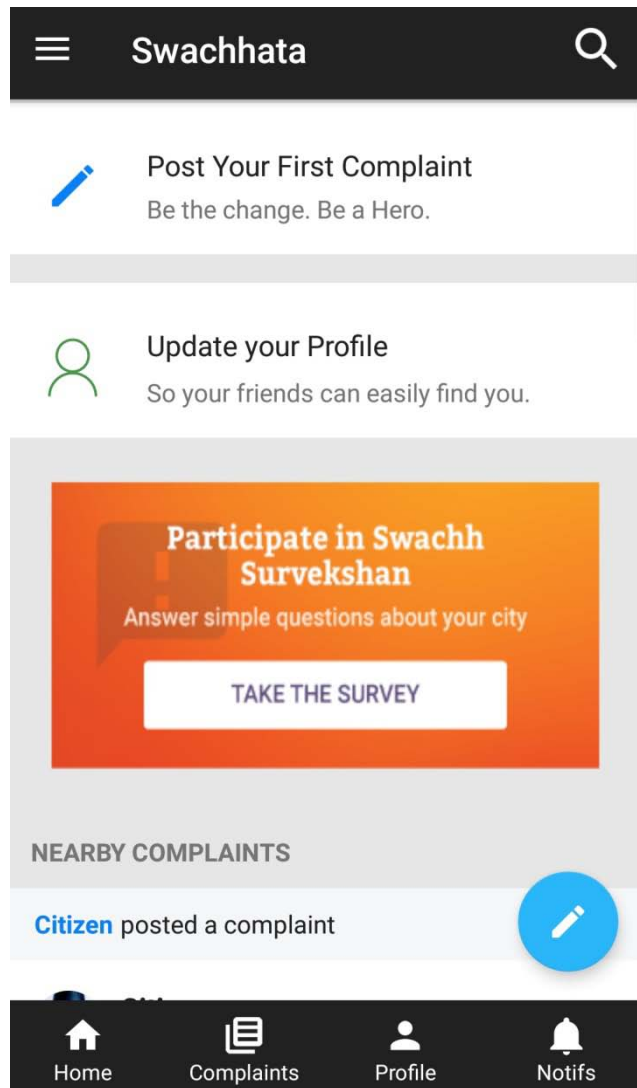 Swachhata
Post Your First Complaint
Be the change. Be a Hero.
Update your Profile
So your friends can easily find you.
Participate in Swachh
Survekshan
Answer simple questions about your city
TAKE THE SURVEY
NEARBY COMPLAINTS
Citizen posted a complaint
Home Complaints Profile Notifs